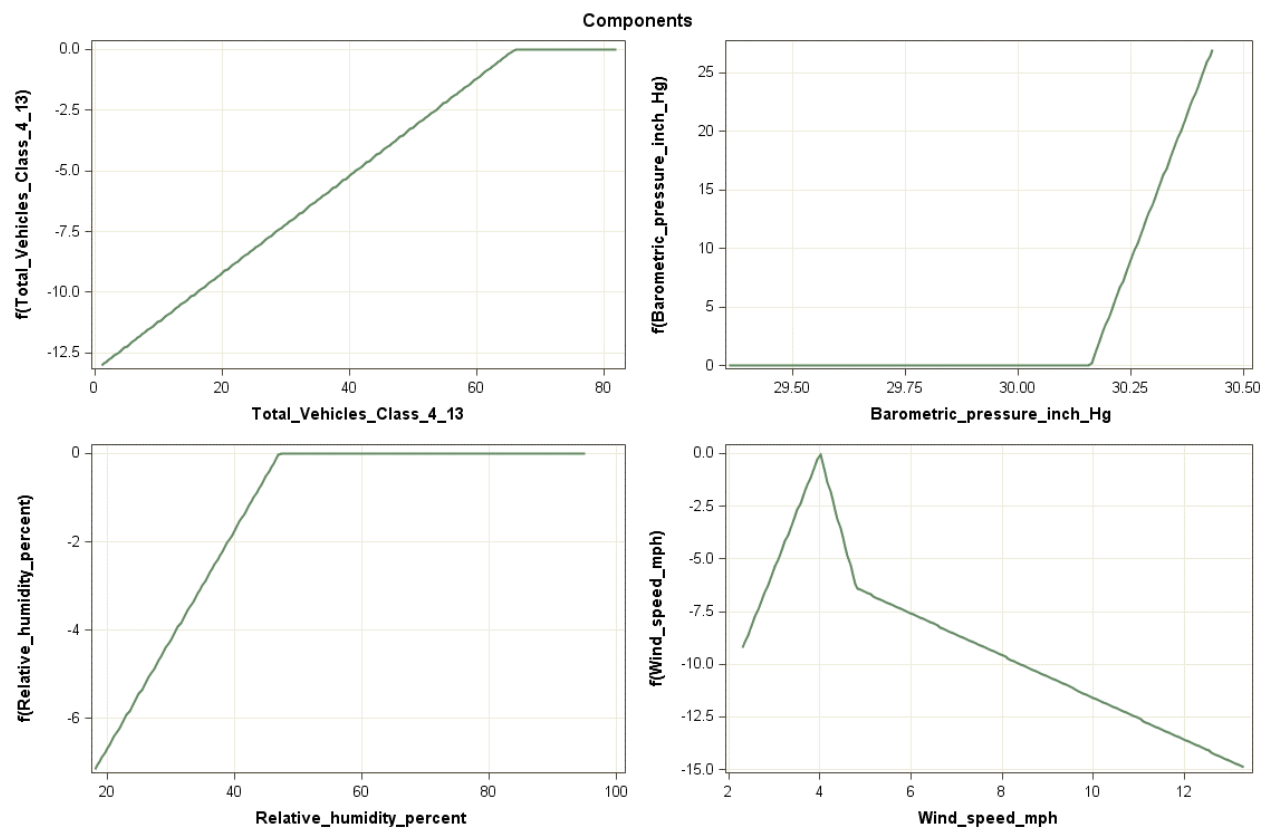 Components
f(Total_Vehicles_Class_4_13)
0.0
-2.5
-5.0
-7.5
-10.0
-12.5
0 20 40 60 80
Total_Vehicles_Class_4_13
f(Barometric_pressure_inch_Hg)
25
20
15
10
5
0
29.50 29.75 30.00 30.25 30.50
Barometric_pressure_inch_Hg
f(Relative_humidity_percent)
0
-2
-4
-6
20 40 60 80 100
Relative_humidity_percent
f(Wind_speed_mph)
0.0
-2.5
-5.0
-7.5
-10.0
-12.5
-15.0
2 4 6 8 10 12
Wind_speed_mph